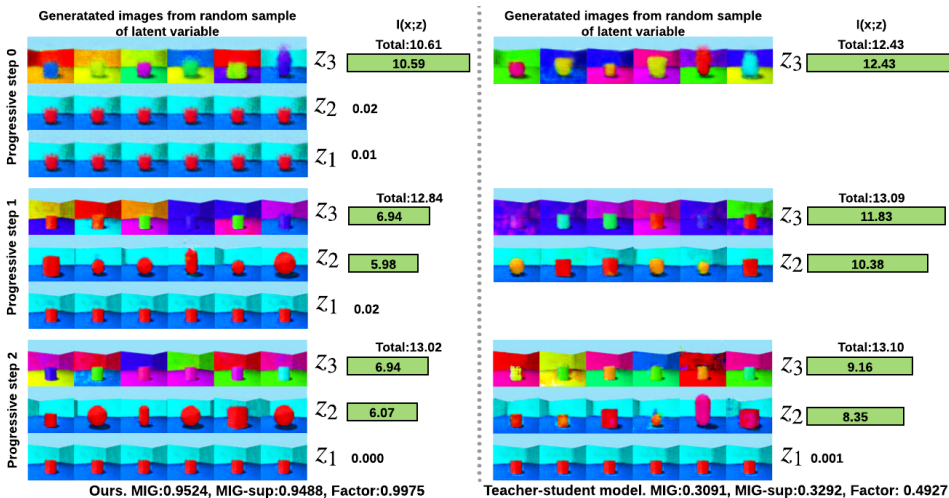 Generatated images from random sample
of latent variable
I(x;z)
Progressive step 0
Total:10.61
z3 10.59
z2 0.02
z1 0.01
Progressive step 1
Total:12.84
z3 6.94
z2 5.98
z1 0.02
Progressive step 2
Total:13.02
z3 6.94
z2 6.07
z1 0.000
Ours. MIG:0.9524, MIG-sup:0.9488, Factor:0.9975
Generatated images from random sample
of latent variable
I(x;z)
Total:12.43
z3 12.43
Total:13.09
z3 11.83
z2 10.38
Total:13.10
z3 9.16
z2 8.35
z1 0.001
Teacher-student model. MIG:0.3091, MIG-sup:0.3292, Factor: 0.4927